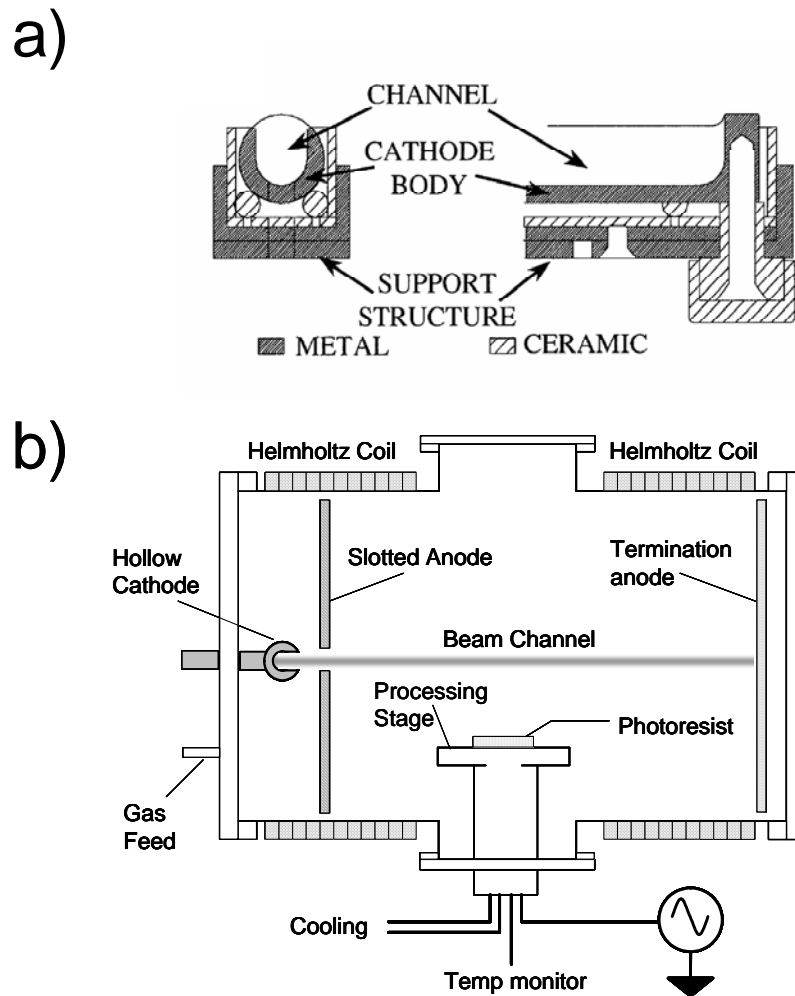 a)
CHANNEL
CATHODE
BODY
SUPPORT
STRUCTURE
METAL
CERAMIC
b)
Helmholtz Coil
Helmholtz Coil
Hollow
Cathode
Slotted Anode
Termination
anode
Beam Channel
Processing
Stage
Photoresist
Gas
Feed
Cooling
Temp monitor